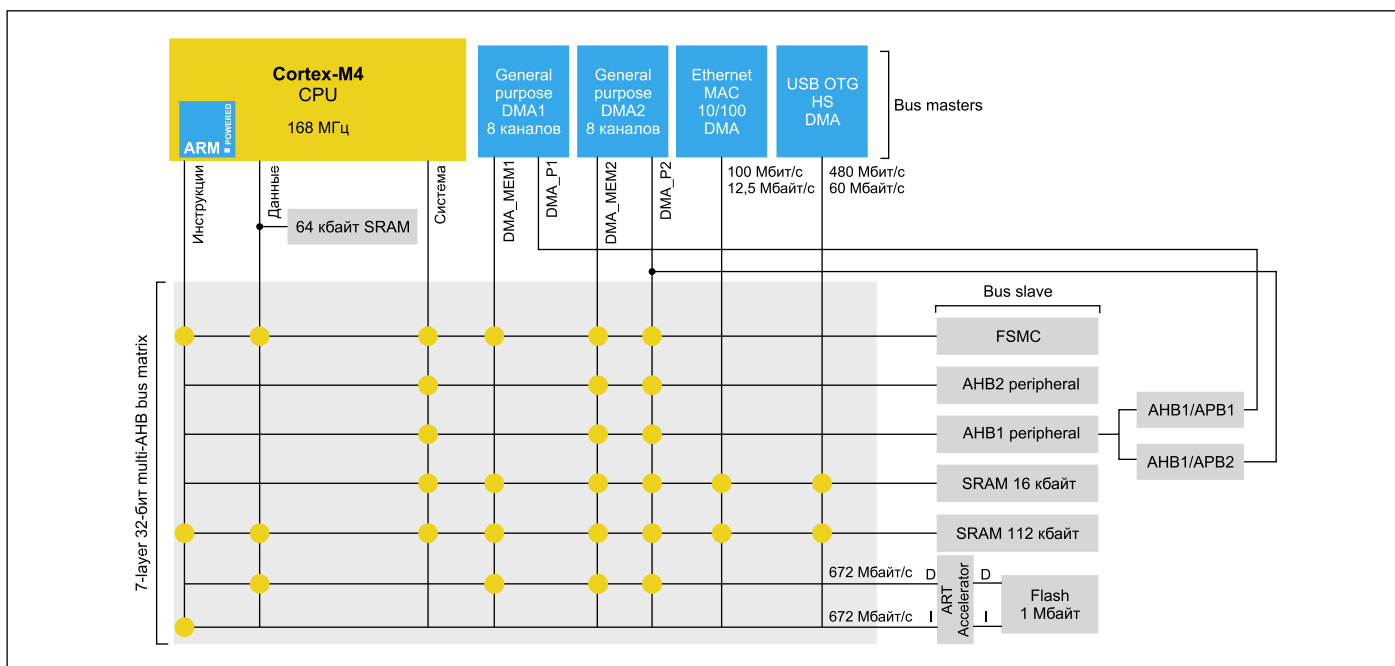 Cortex-M4
CPU
168 МГц
ARM
POWERED
General
purpose
DMA1
8 каналов
General
purpose
DMA2
8 каналов
Ethernet
MAC
10/100
DMA
USB OTG
HS
DMA
Bus masters
Инструкции
Данные
Система
DMA_MEM1
DMA_P1
DMA_MEM2
DMA_P2
100 Мбит/с
12,5 Мбайт/с
480 Мбит/с
60 Мбайт/с
64 кбайт SRAM
7-layer 32-бит multi-AHB bus matrix
Bus slave
FSMC
AHB2 peripheral
AHB1 peripheral
AHB1/APB1
AHB1/APB2
SRAM 16 кбайт
SRAM 112 кбайт
672 Мбайт/с
D
D
672 Мбайт/с
I
I
ART
Accelerator
Flash
1 Мбайт